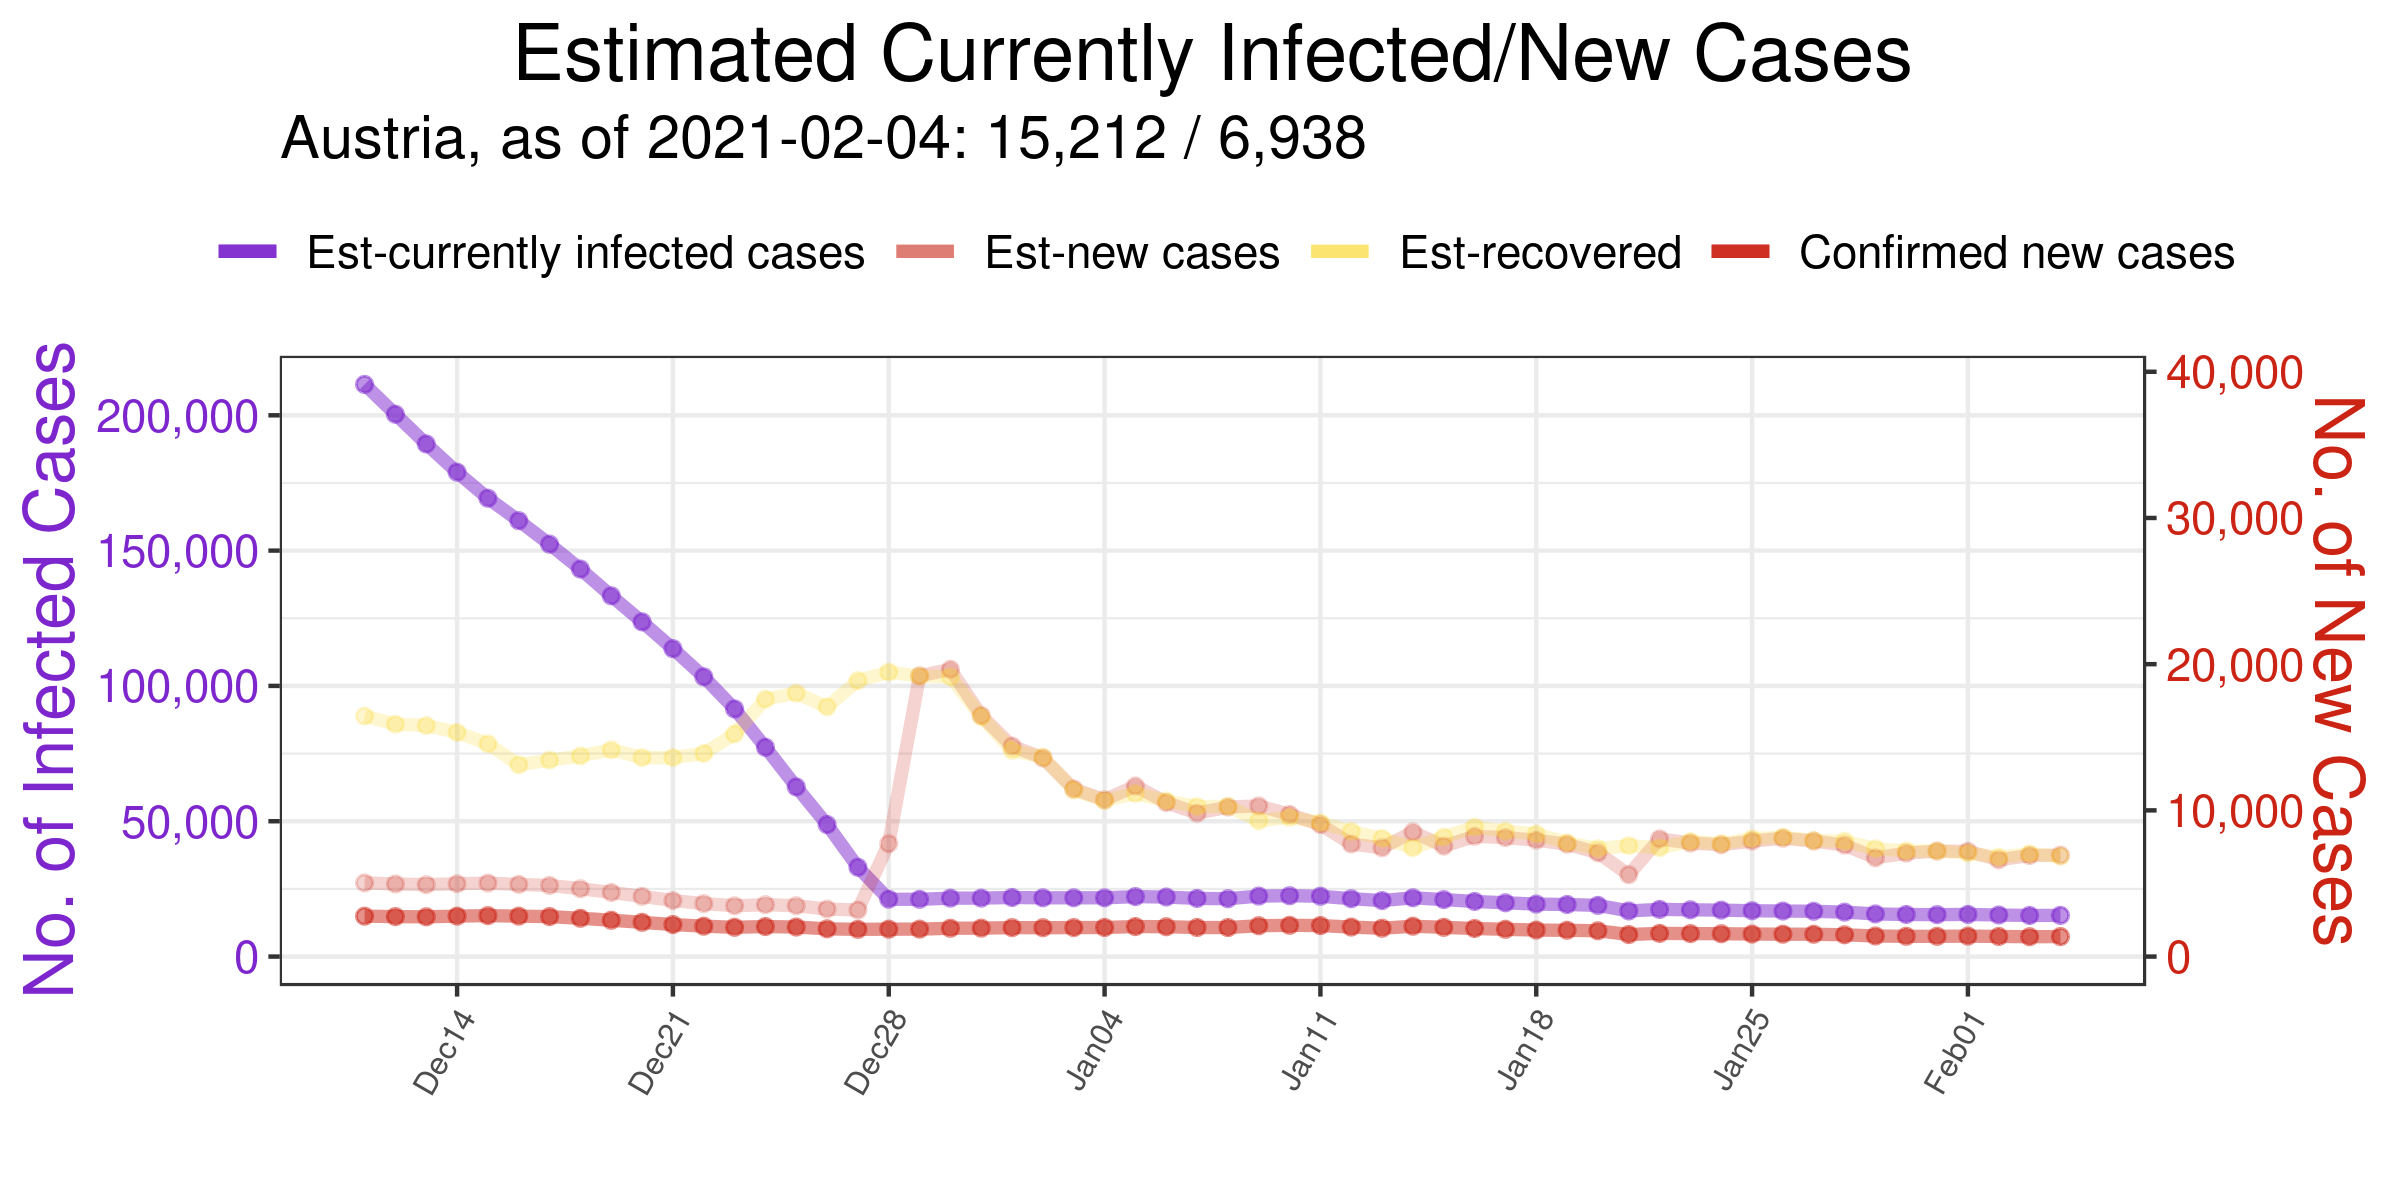 Estimated Currently Infected/New Cases
Austria, as of 2021-02-04: 15,212 / 6,938
Est-currently infected cases Est-new cases Est-recovered Confirmed new cases
No. of Infected Cases
200,000
150,000
100,000
50,000
0
40,000
30,000
20,000
10,000
0
No. of New Cases
Dec14 Dec21 Dec28 Jan04 Jan11 Jan18 Jan25 Feb01